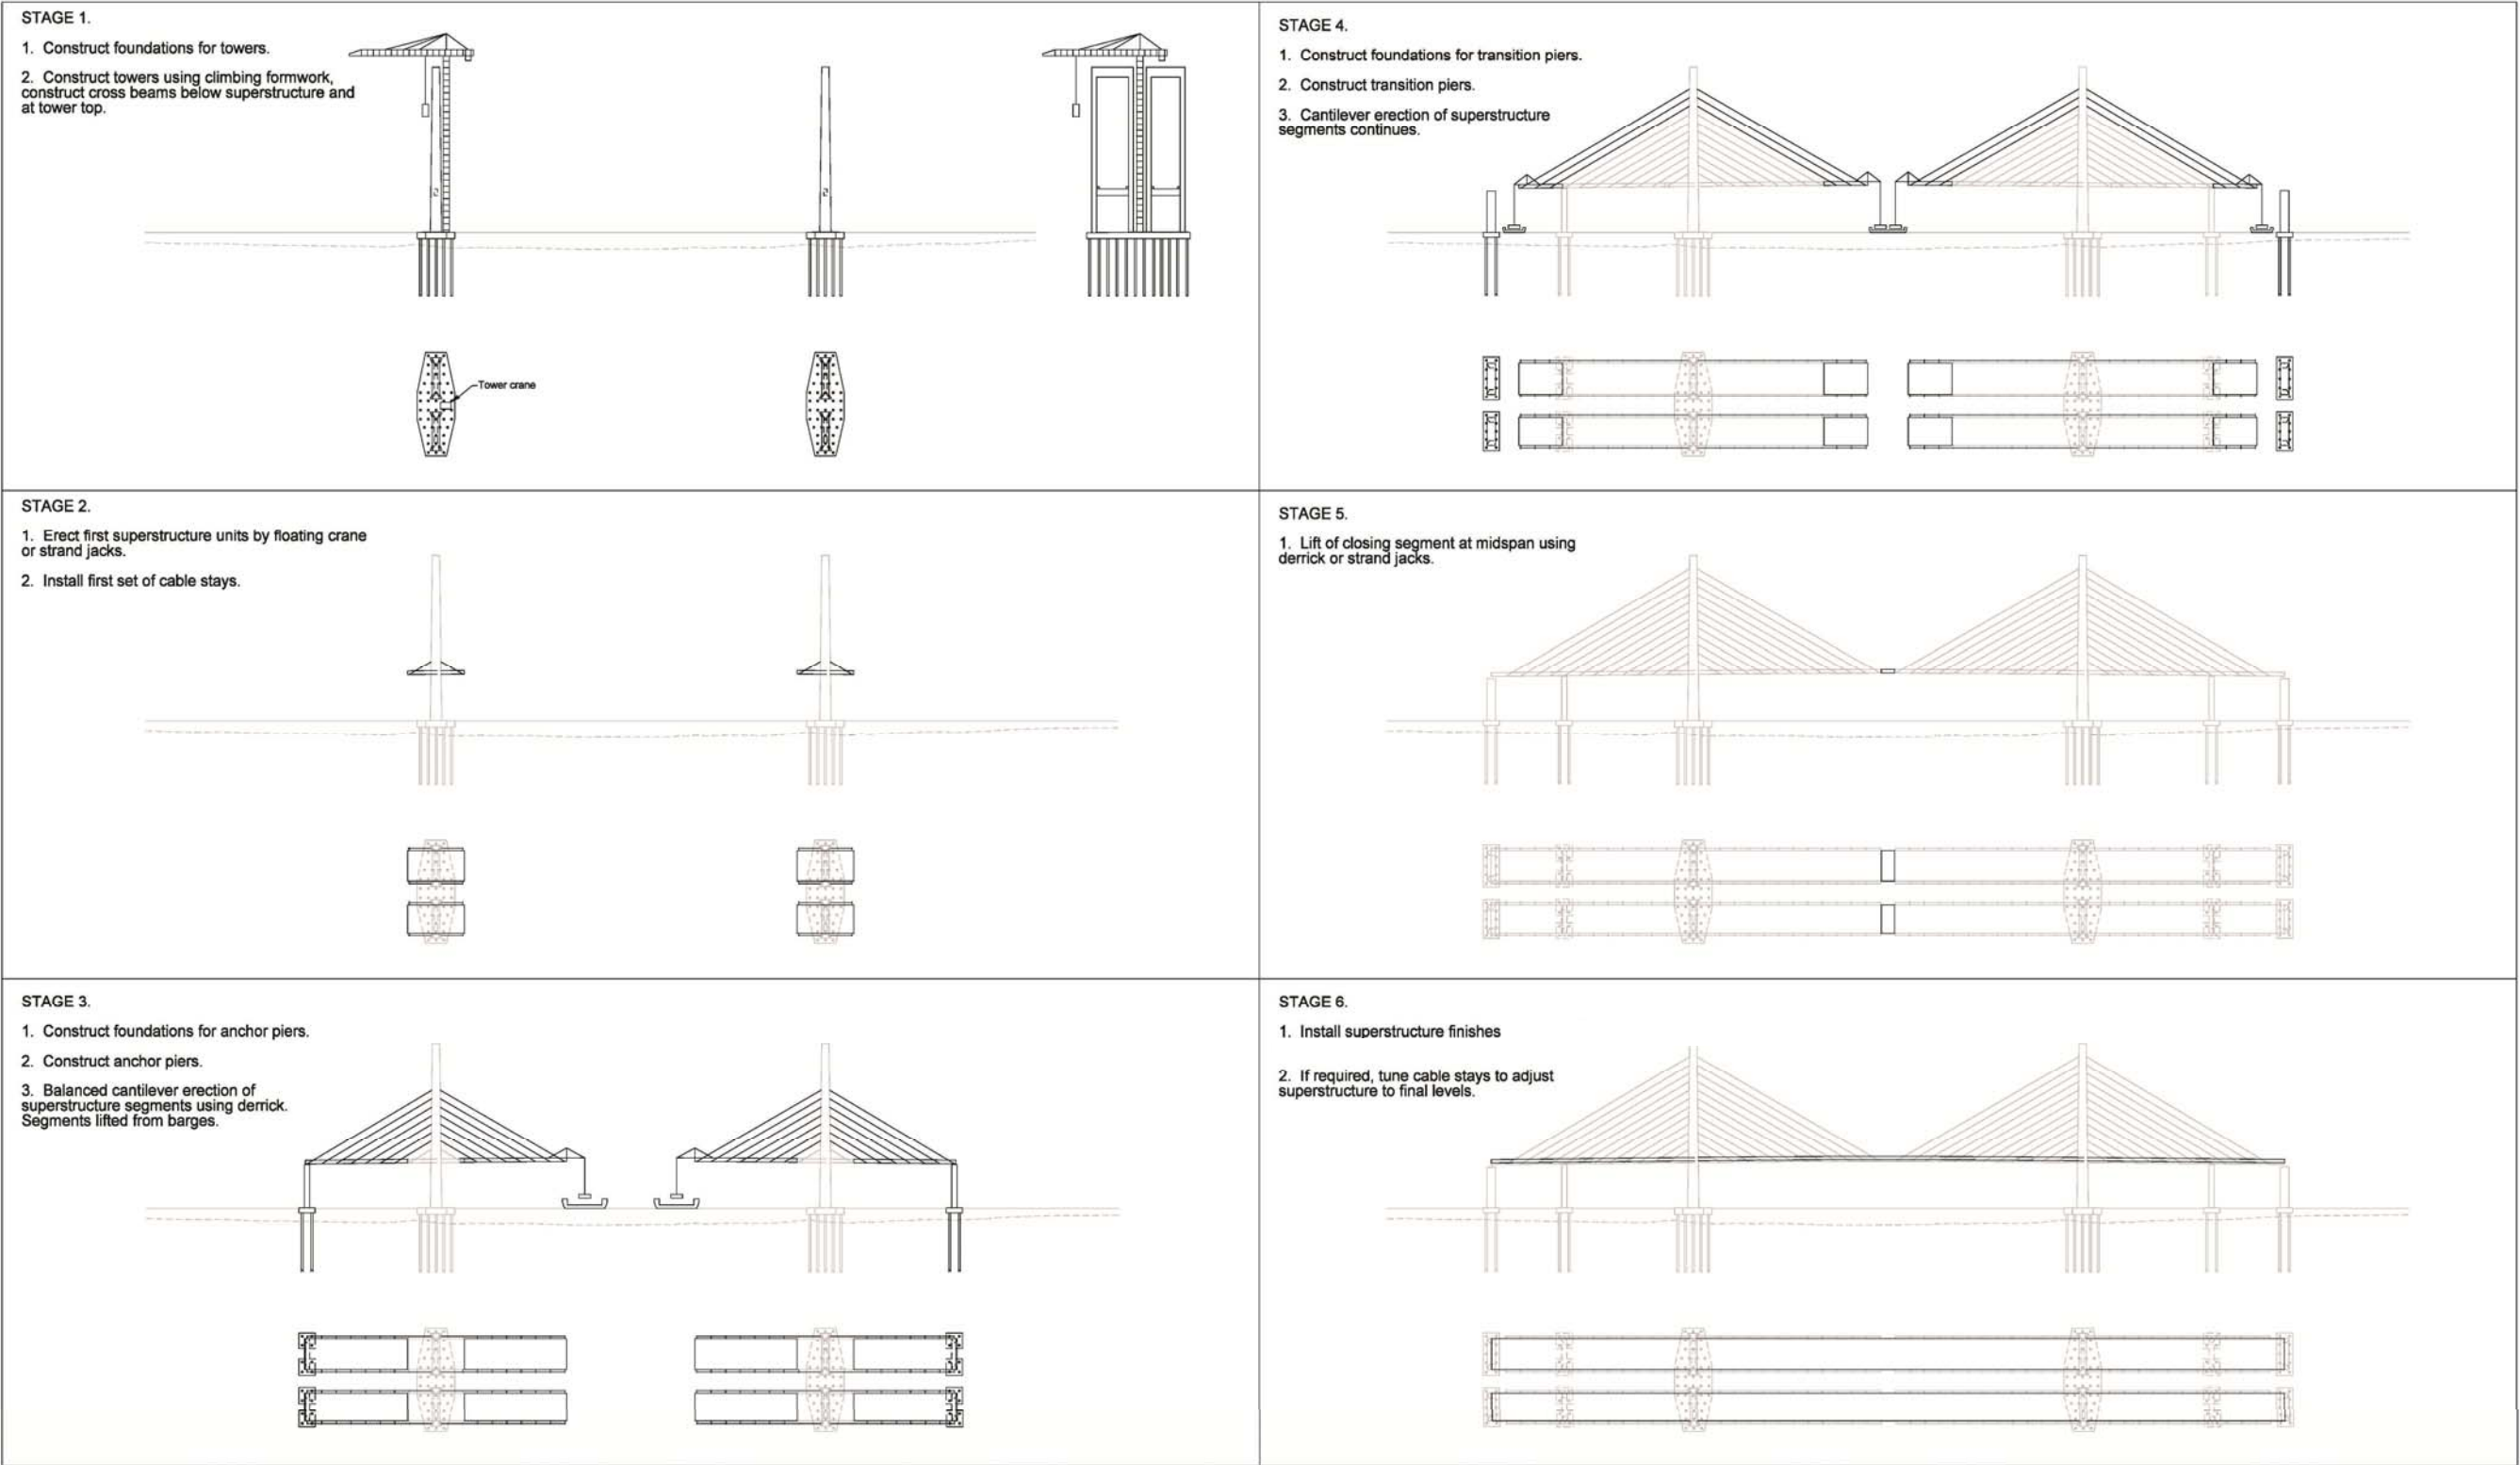 STAGE 1.
1. Construct foundations for towers.
2. Construct towers using climbing formwork,
construct cross beams below superstructure and
at tower top.
Tower crane
STAGE 2.
1. Erect first superstructure units by floating crane
or strand jacks.
2. Install first set of cable stays.
STAGE 3.
1. Construct foundations for anchor piers.
2. Construct anchor piers.
3. Balanced cantilever erection of
superstructure segments using derrick.
Segments lifted from barges.
STAGE 4.
1. Construct foundations for transition piers.
2. Construct transition piers.
3. Cantilever erection of superstructure
segments continues.
STAGE 5.
1. Lift of closing segment at midspan using
derrick or strand jacks.
STAGE 6.
1. Install superstructure finishes
2. If required, tune cable stays to adjust
superstructure to final levels.